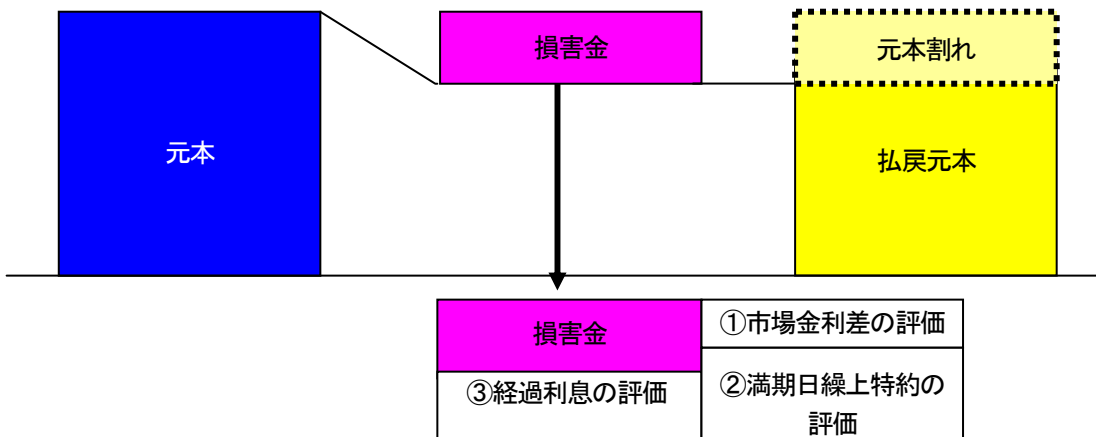 損害金
元本割れ
元本
払戻元本
損害金
①市場金利差の評価
③経過利息の評価
②満期日繰上特約の
評価